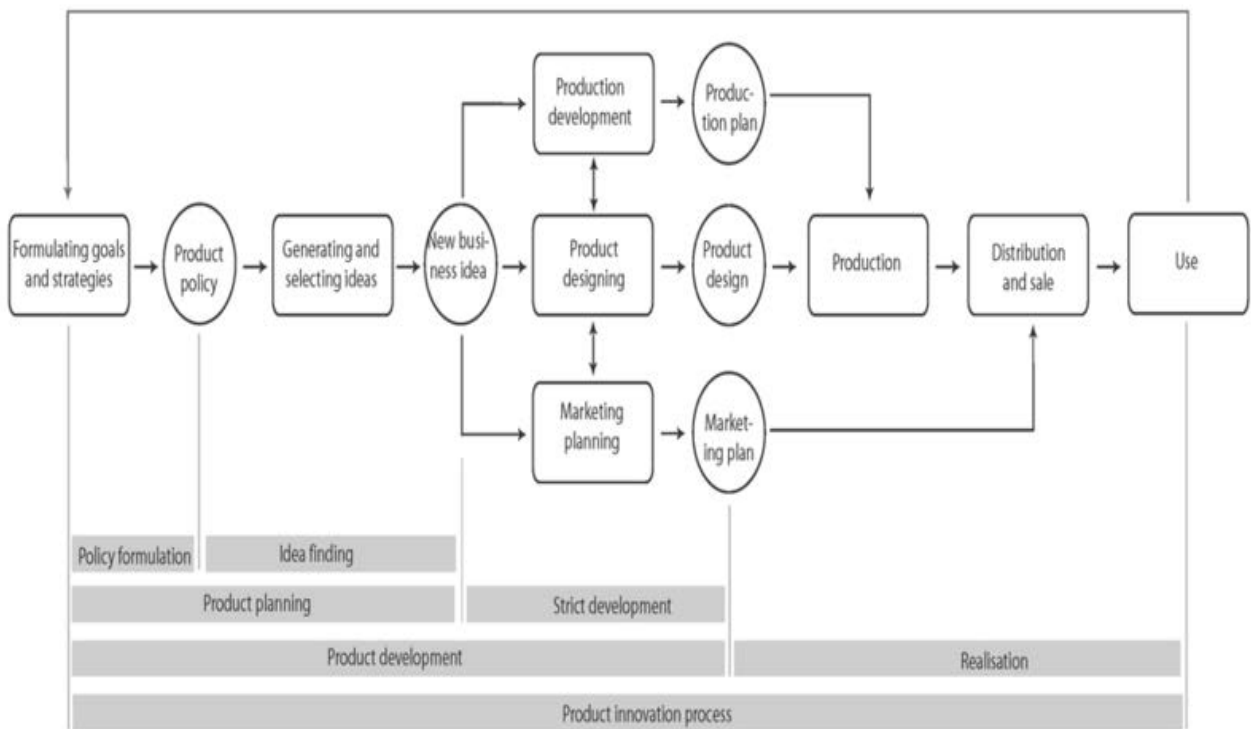 Production
development
Produc-
tion plan
Formulating goals
and strategies
Product
policy
Generating and
selecting ideas
New busi-
ness idea
Product
designing
Product
design
Production
Distribution
and sale
Use
Marketing
planning
Market-
ing plan
Policy formulation
Idea finding
Product planning
Strict development
Product development
Realisation
Product innovation process